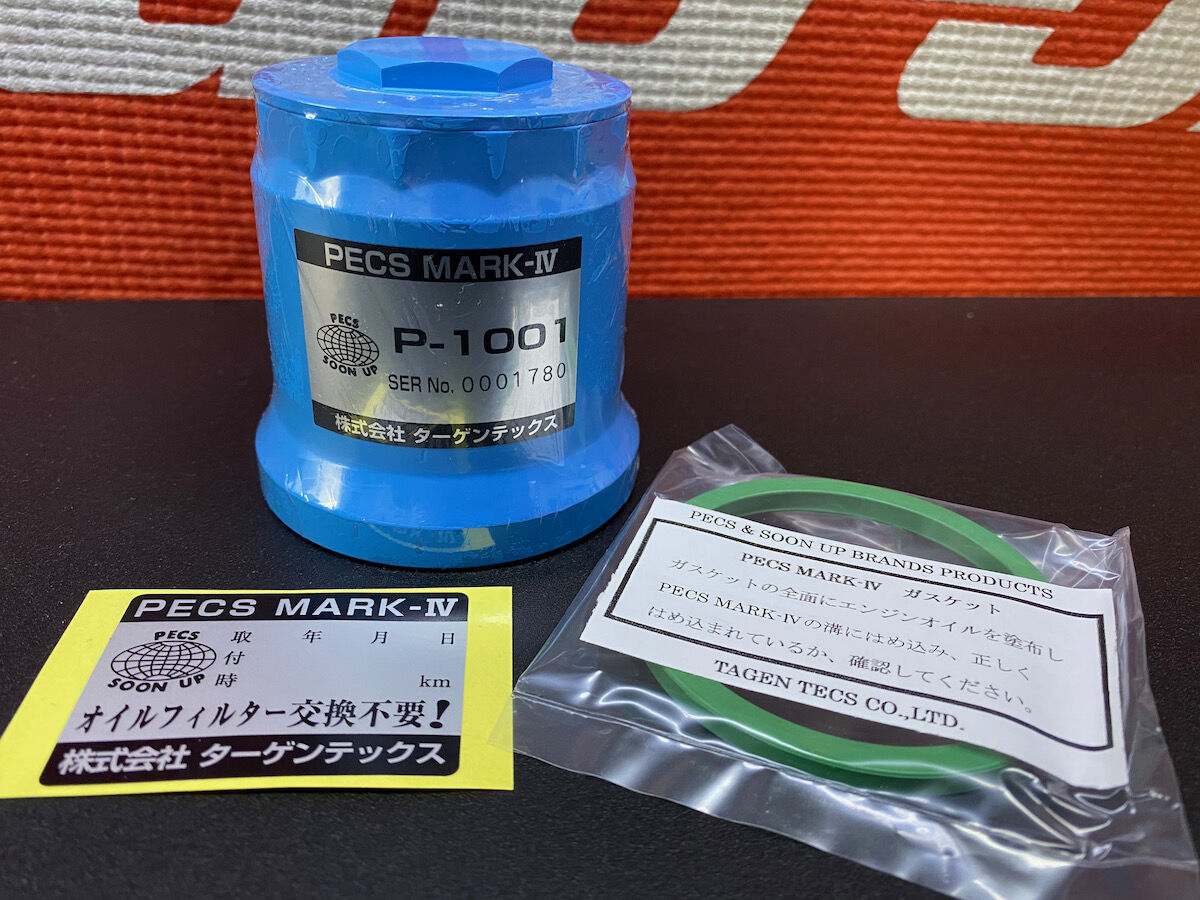 PECS MARK-Ⅳ
PECS
SOON UP
P-1001
SER No. 0001780
株式会社 ターゲンテックス
PECS MARK-Ⅳ
PECS
SOON UP
取 年 月 日
付
時 km
オイルフィルター交換不要!
株式会社 ターゲンテックス
PECS & SOON UP BRANDS PRODUCTS
PECS MARK-Ⅳ ガスケット
ガスケットの全面にエンジンオイルを塗布し
PECS MARK-Ⅳの溝にはめ込み、正しく
はめ込まれているか、確認してください。
TAGEN TECS CO.,LTD.